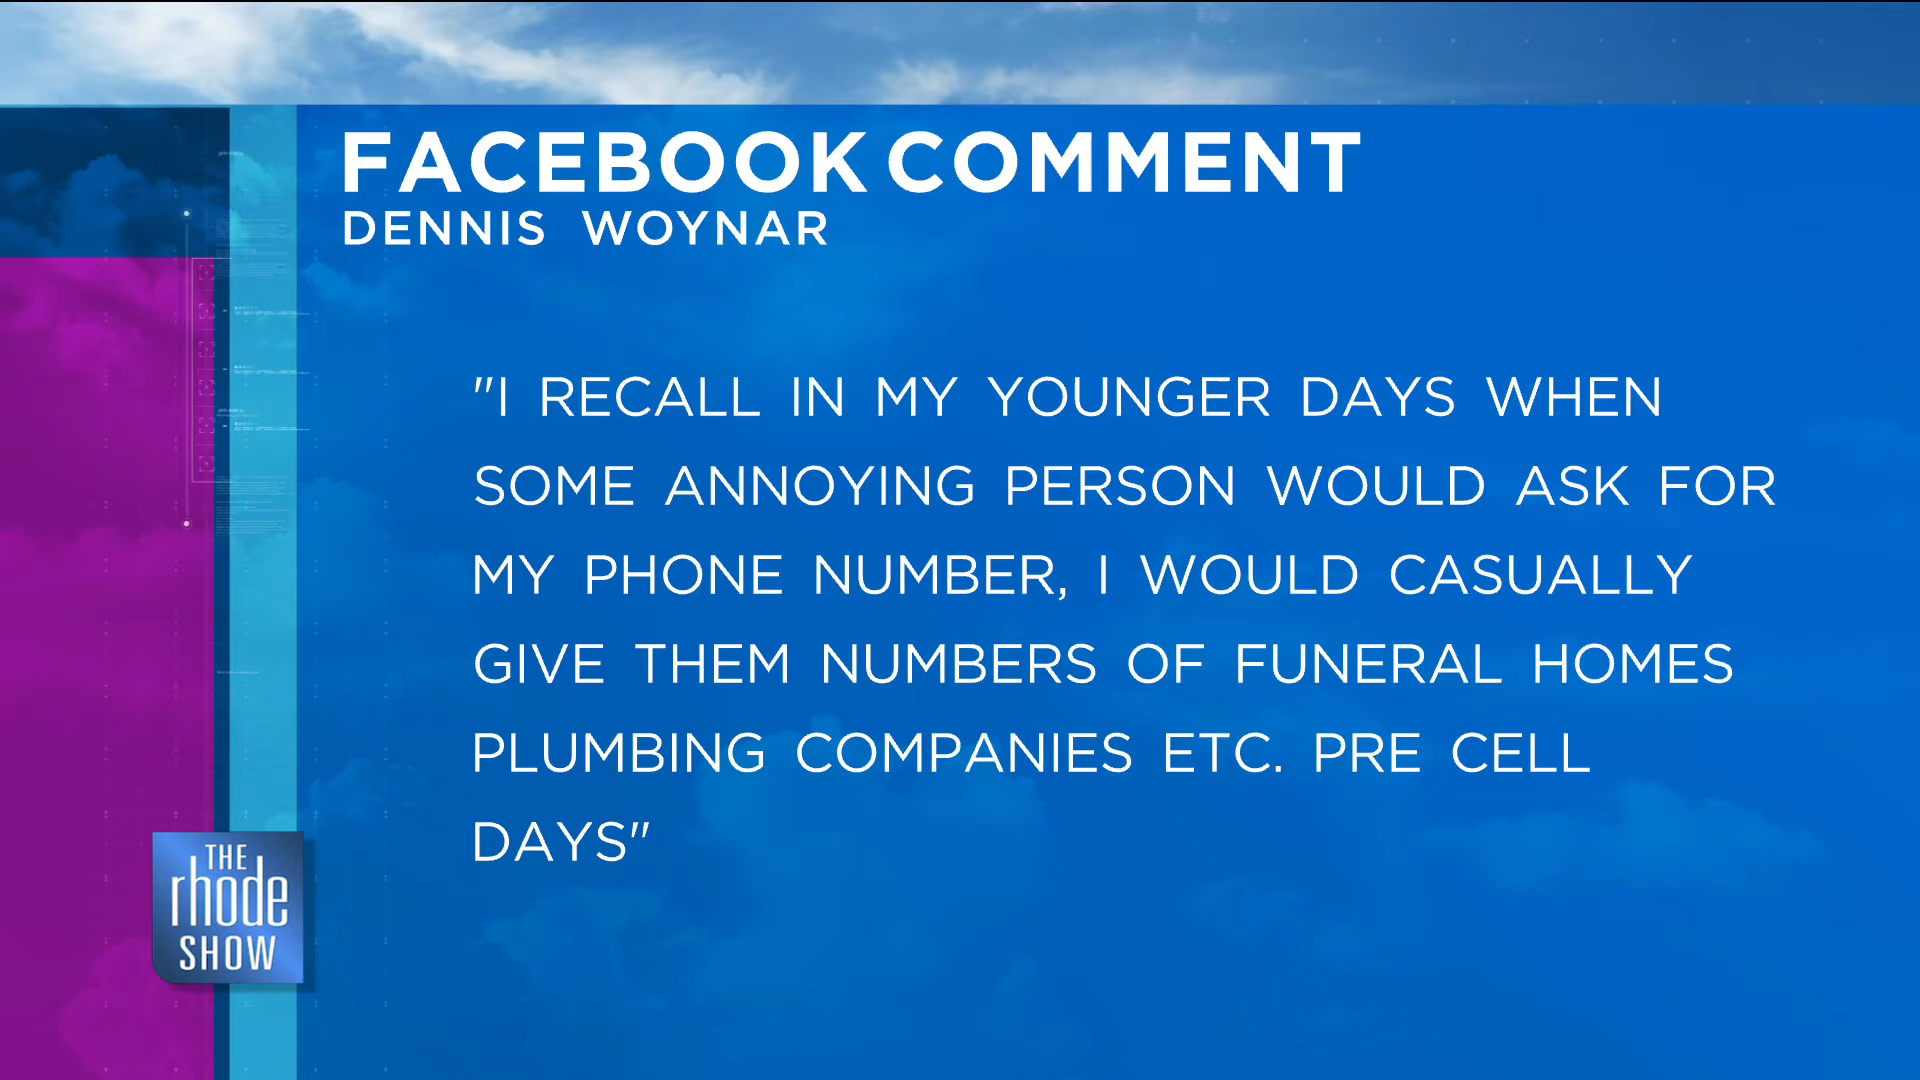 FACEBOOK COMMENT
DENNIS WOYNAR
"I RECALL IN MY YOUNGER DAYS WHEN
SOME ANNOYING PERSON WOULD ASK FOR
MY PHONE NUMBER, I WOULD CASUALLY
GIVE THEM NUMBERS OF FUNERAL HOMES
PLUMBING COMPANIES ETC. PRE CELL
DAYS"
THE
rhode
SHOW